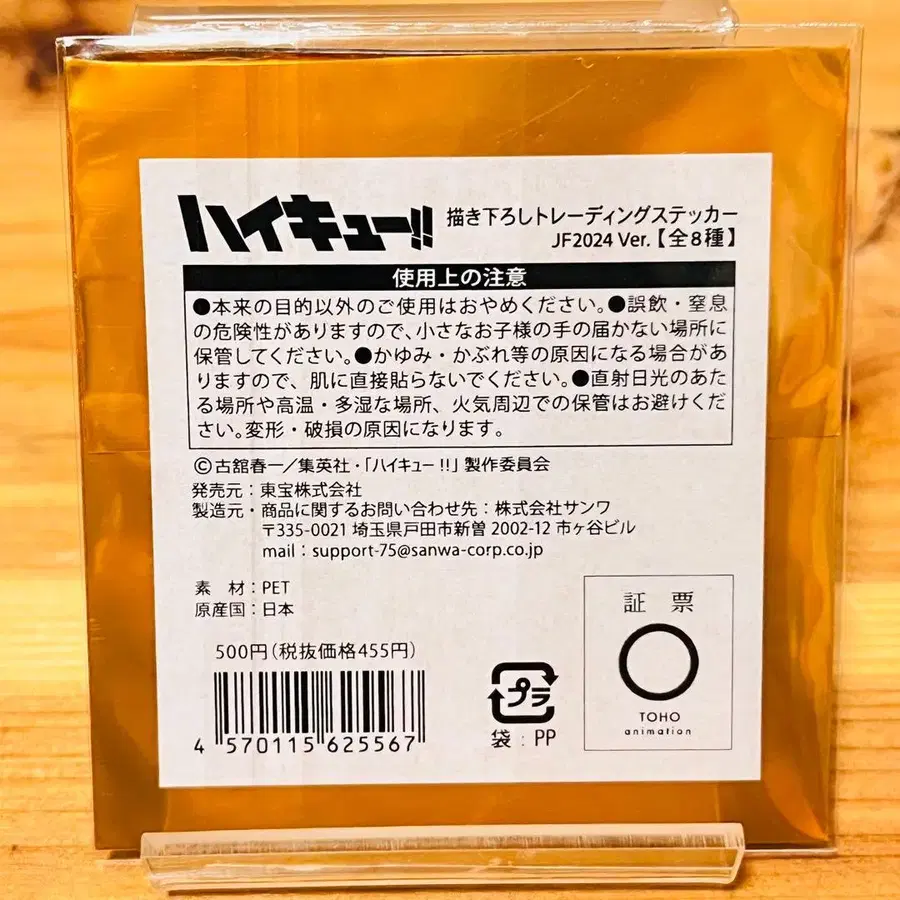 ハイキュー!! 描き下ろしトレーディングステッカー
JF2024 Ver.【全8種】
使用上の注意
●本来の目的以外のご使用はおやめください。●誤飲・窒息
の危険性がありますので、小さなお子様の手の届かない場所に
保管してください。●かゆみ・かぶれ等の原因になる場合があ
りますので、肌に直接貼らないでください。●直射日光のあた
る場所や高温・多湿な場所、火気周辺での保管はお避けくだ
さい。変形・破損の原因になります。
©古舘春一/集英社・「ハイキュー!!」製作委員会
発売元:東宝株式会社
製造元・商品に関するお問い合わせ先:株式会社サンワ
〒335-0021 埼玉県戸田市新曽 2002-12 市ヶ谷ビル
mail:support-75@sanwa-corp.co.jp
素 材:PET
原産国:日本
500円(税抜価格455円)
4 570115 625567
プラ
袋:PP
証 票
TOHO
animation